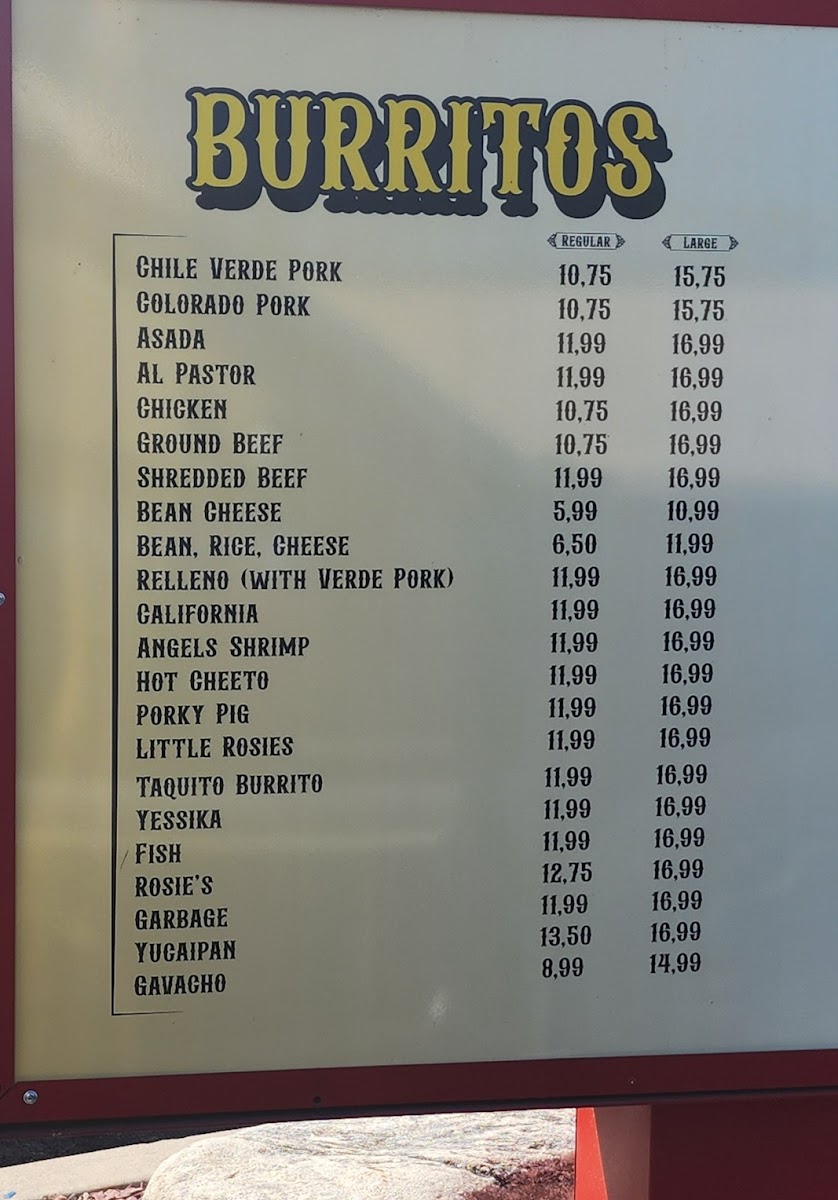 BURRITOS
REGULAR LARGE
CHILE VERDE PORK 10,75 15,75
COLORADO PORK 10,75 15,75
ASADA 11,99 16,99
AL PASTOR 11,99 16,99
CHICKEN 10,75 16,99
GROUND BEEF 10,75 16,99
SHREDDED BEEF 11,99 16,99
BEAN CHEESE 5,99 10,99
BEAN, RICE, CHEESE 6,50 11,99
RELLENO (WITH VERDE PORK) 11,99 16,99
CALIFORNIA 11,99 16,99
ANGELS SHRIMP 11,99 16,99
HOT CHEETO 11,99 16,99
PORKY PIG 11,99 16,99
LITTLE ROSIES 11,99 16,99
TAQUITO BURRITO 11,99 16,99
YESSIKA 11,99 16,99
FISH 11,99 16,99
ROSIE'S 12,75 16,99
GARBAGE 11,99 16,99
YUCAIPAN 13,50 16,99
GAVACHO 8,99 14,99